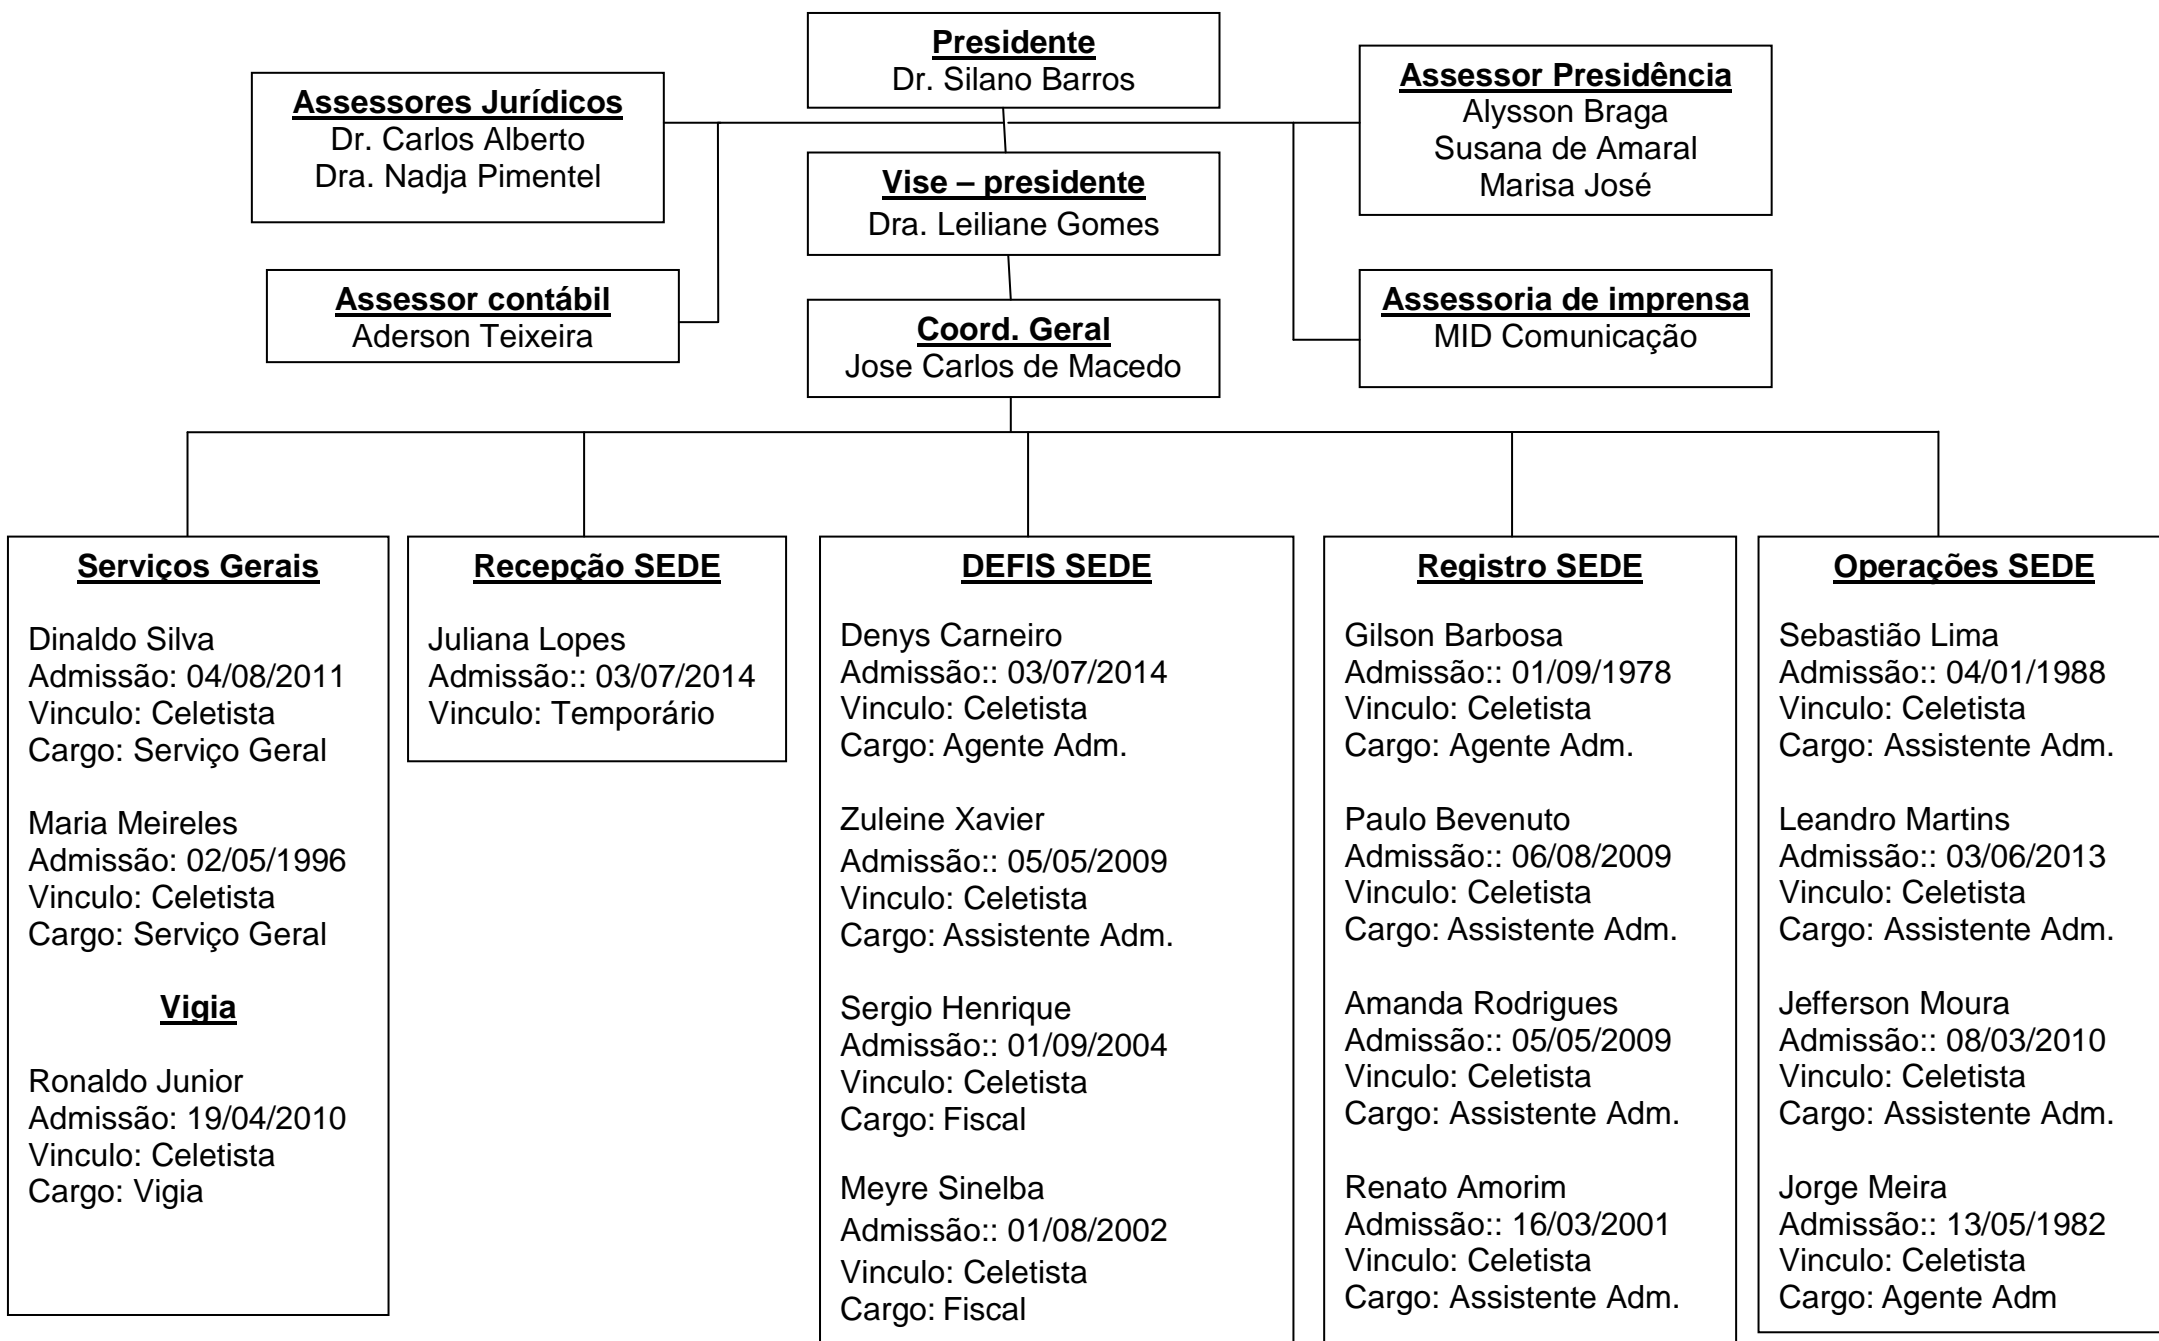 Presidente
Dr. Silano Barros
Assessores Jurídicos
Dr. Carlos Alberto
Dra. Nadja Pimentel
Assessor Presidência
Alysson Braga
Susana de Amaral
Marisa José
Vise – presidente
Dra. Leiliane Gomes
Assessor contábil
Aderson Teixeira
Coord. Geral
Jose Carlos de Macedo
Assessoria de imprensa
MID Comunicação
Serviços Gerais
Dinaldo Silva
Admissão: 04/08/2011
Vinculo: Celetista
Cargo: Serviço Geral
Maria Meireles
Admissão: 02/05/1996
Vinculo: Celetista
Cargo: Serviço Geral
Vigia
Ronaldo Junior
Admissão: 19/04/2010
Vinculo: Celetista
Cargo: Vigia
Recepção SEDE
Juliana Lopes
Admissão:: 03/07/2014
Vinculo: Temporário
DEFIS SEDE
Denys Carneiro
Admissão:: 03/07/2014
Vinculo: Celetista
Cargo: Agente Adm.
Zuleine Xavier
Admissão:: 05/05/2009
Vinculo: Celetista
Cargo: Assistente Adm.
Sergio Henrique
Admissão:: 01/09/2004
Vinculo: Celetista
Cargo: Fiscal
Meyre Sinelba
Admissão:: 01/08/2002
Vinculo: Celetista
Cargo: Fiscal
Registro SEDE
Gilson Barbosa
Admissão:: 01/09/1978
Vinculo: Celetista
Cargo: Agente Adm.
Paulo Bevenuto
Admissão:: 06/08/2009
Vinculo: Celetista
Cargo: Assistente Adm.
Amanda Rodrigues
Admissão:: 05/05/2009
Vinculo: Celetista
Cargo: Assistente Adm.
Renato Amorim
Admissão:: 16/03/2001
Vinculo: Celetista
Cargo: Assistente Adm.
Operações SEDE
Sebastião Lima
Admissão:: 04/01/1988
Vinculo: Celetista
Cargo: Assistente Adm.
Leandro Martins
Admissão:: 03/06/2013
Vinculo: Celetista
Cargo: Assistente Adm.
Jefferson Moura
Admissão:: 08/03/2010
Vinculo: Celetista
Cargo: Assistente Adm.
Jorge Meira
Admissão:: 13/05/1982
Vinculo: Celetista
Cargo: Agente Adm